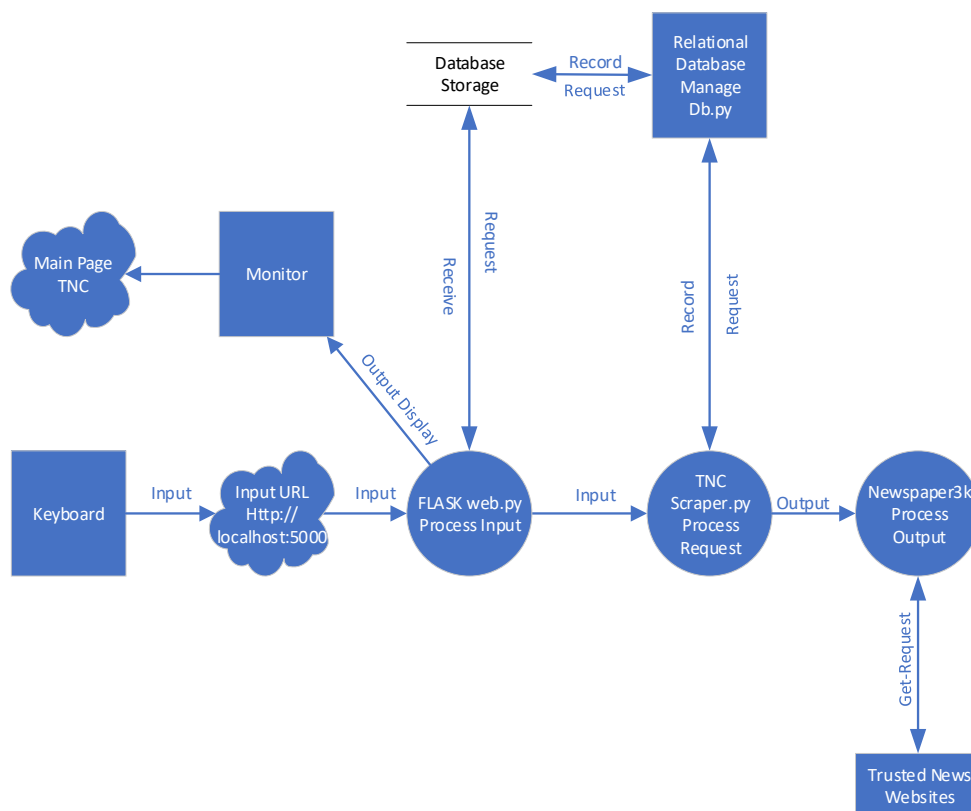 Database
Storage
Record
Request
Relational
Database
Manage
Db.py
Main Page
TNC
Monitor
Request
Receive
Record
Request
Output Display
Keyboard
Input
Input URL
Http://
localhost:5000
Input
FLASK web.py
Process Input
Input
TNC
Scraper.py
Process
Request
Output
Newspaper3k
Process
Output
Get-Request
Trusted News
Websites